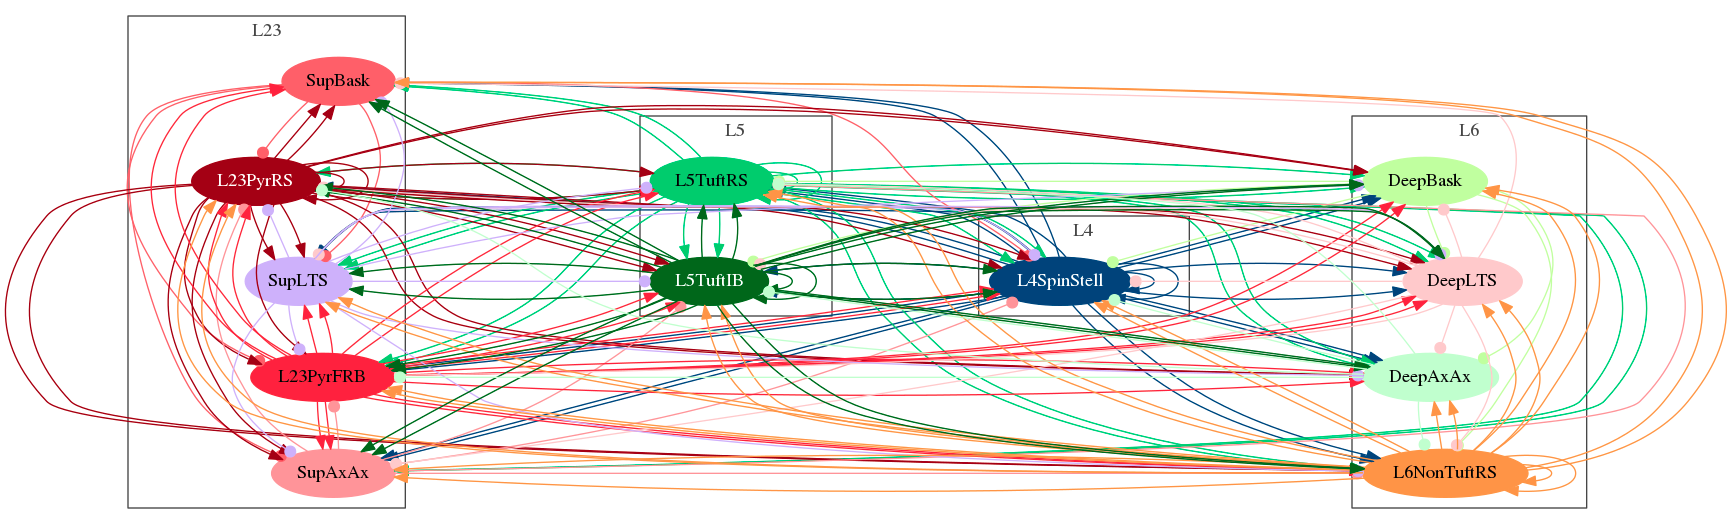 L23
SupBask
L23PyrRS
SupLTS
L23PyrFRB
SupAxAx
L5
L5TuftRS
L5TuftIB
L4
L4SpinStell
L6
DeepBask
DeepLTS
DeepAxAx
L6NonTuftRS